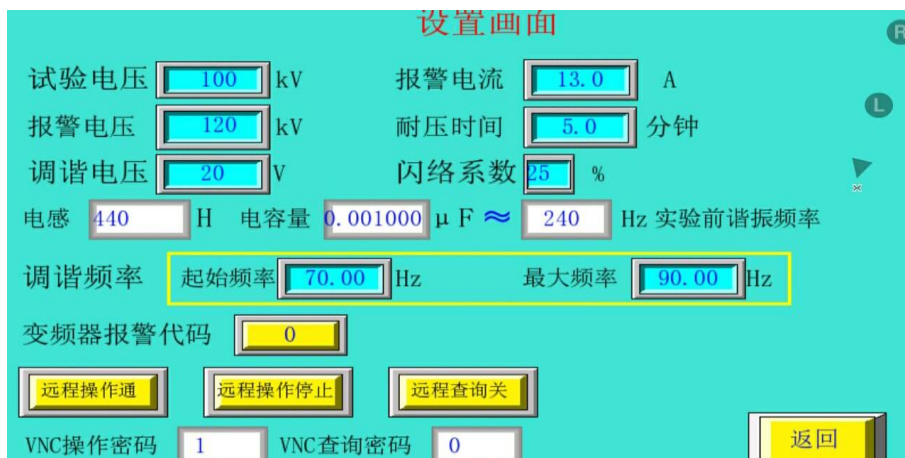 设置画面
R
试验电压 100 kV 报警电流 13.0 A
L
报警电压 120 kV 耐压时间 5.0 分钟
调谐电压 20 V 闪络系数 25 %
电感 440 H 电容量 0.001000 μF ≈ 240 Hz 实验前谐振频率
调谐频率 起始频率 70.00 Hz 最大频率 90.00 Hz
变频器报警代码 0
远程操作通 远程操作停止 远程查询关
VNC操作密码 1 VNC查询密码 0 返回